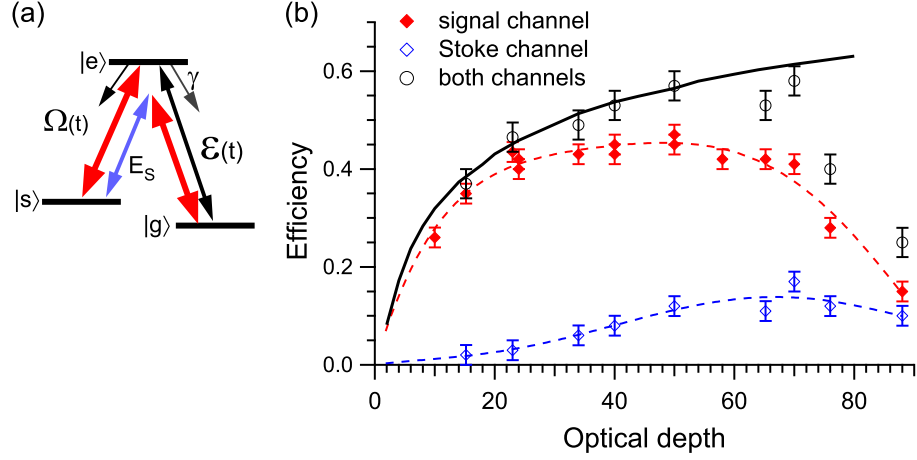 (a)
|e⟩
γ
Ω(t)
E_S
ε(t)
|s⟩
|g⟩
(b)
signal channel
Stoke channel
both channels
Efficiency
0.6
0.4
0.2
0.0
0 20 40 60 80
Optical depth